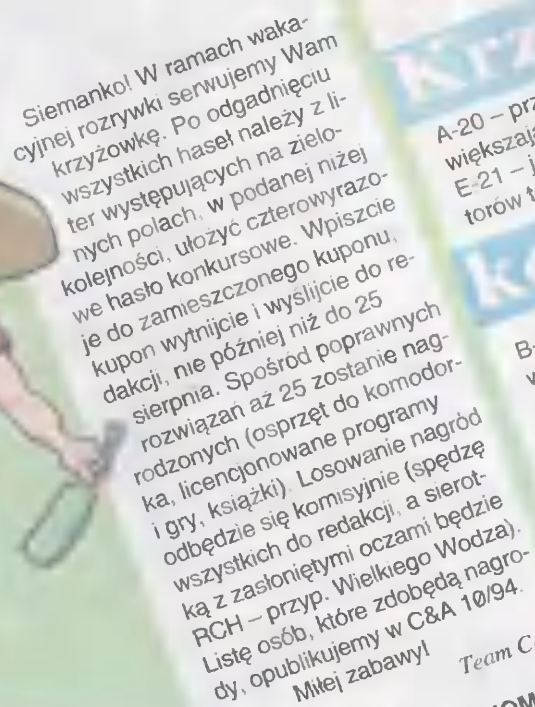 Siemanko! W ramach waka-
cyjnej rozrywki serwujemy Wam
krzyżowkę. Po odgadnięciu
wszystkich haseł należy z li-
ter występujących na zielo-
nych polach, w podanej niżej
kolejności, ułożyć czterowyrazo-
we hasło konkursowe. Wpiszcie
je do zamieszczonego kuponu,
kupon wytnijcie i wyślijcie do re-
dakcji, nie później niż do 25
sierpnia. Spośród poprawnych
rozwiązań aż 25 zostanie nag-
rodzonych (osprzęt do komodor-
ka, licencjonowane programy
i gry, książki). Losowanie nagród
odbędzie się komisyjnie (spędzę
wszystkich do redakcji, a sierot-
ką z zasłoniętymi oczami będzie
RCH – przyp. Wielkiego Wodza).
Listę osób, które zdobędą nagro-
dy, opublikujemy w C&A 10/94.
Miłej zabawy!
Team C
Krz
A-20 – prz
większają
E-21 – j
torów t
B-